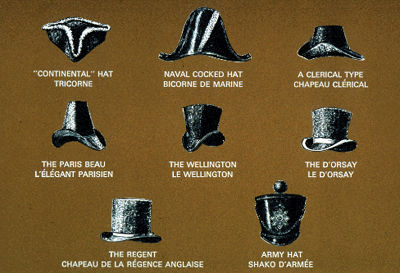 "CONTINENTAL" HAT
TRICORNE
NAVAL COCKED HAT
BICORNE DE MARINE
A CLERICAL TYPE
CHAPEAU CLÉRICAL
THE PARIS BEAU
L'ÉLÉGANT PARISIEN
THE WELLINGTON
LE WELLINGTON
THE D'ORSAY
LE D'ORSAY
THE REGENT
CHAPEAU DE LA RÉGENCE ANGLAISE
ARMY HAT
SHAKO D'ARMÉE